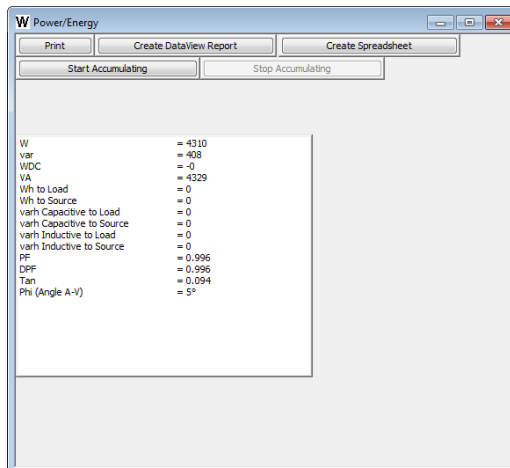 W Power/Energy
Print Create DataView Report Create Spreadsheet
Start Accumulating Stop Accumulating
W = 4310
var = 408
WDC = -0
VA = 4329
Wh to Load = 0
Wh to Source = 0
varh Capacitive to Load = 0
varh Capacitive to Source = 0
varh Inductive to Load = 0
varh Inductive to Source = 0
PF = 0.996
DPF = 0.996
Tan = 0.094
Phi (Angle A-V) = 5°